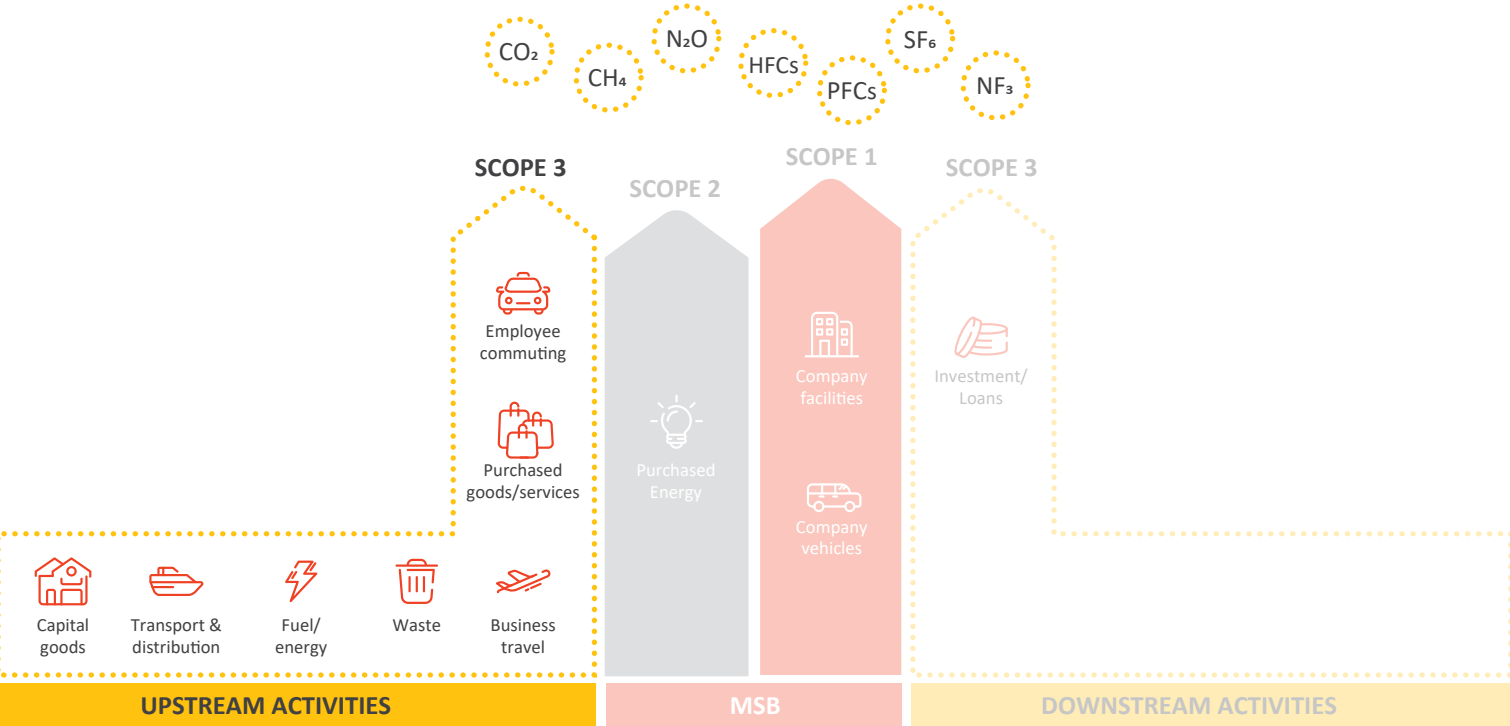 CO₂
CH₄
N₂O
HFCs
PFCs
SF₆
NF₃
SCOPE 3
SCOPE 2
SCOPE 1
SCOPE 3
Employee
commuting
Purchased
goods/services
Capital
goods
Transport &
distribution
Fuel/
energy
Waste
Business
travel
Purchased
Energy
Company
facilities
Company
vehicles
Investment/
Loans
UPSTREAM ACTIVITIES
MSB
DOWNSTREAM ACTIVITIES